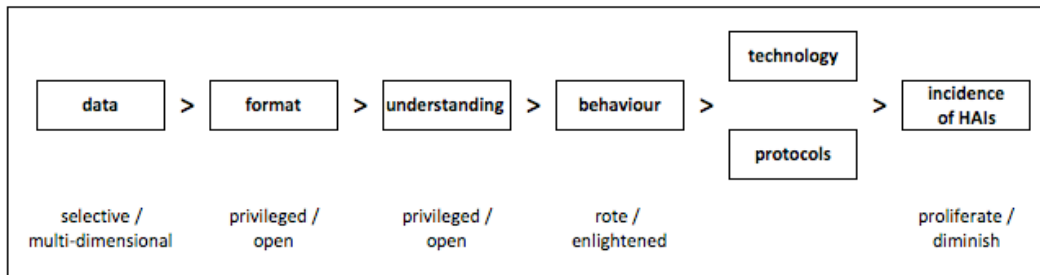 technology
data > format > understanding > behaviour > > incidence
of HAIs
protocols
selective /
multi-dimensional
privileged /
open
privileged /
open
rote /
enlightened
proliferate /
diminish